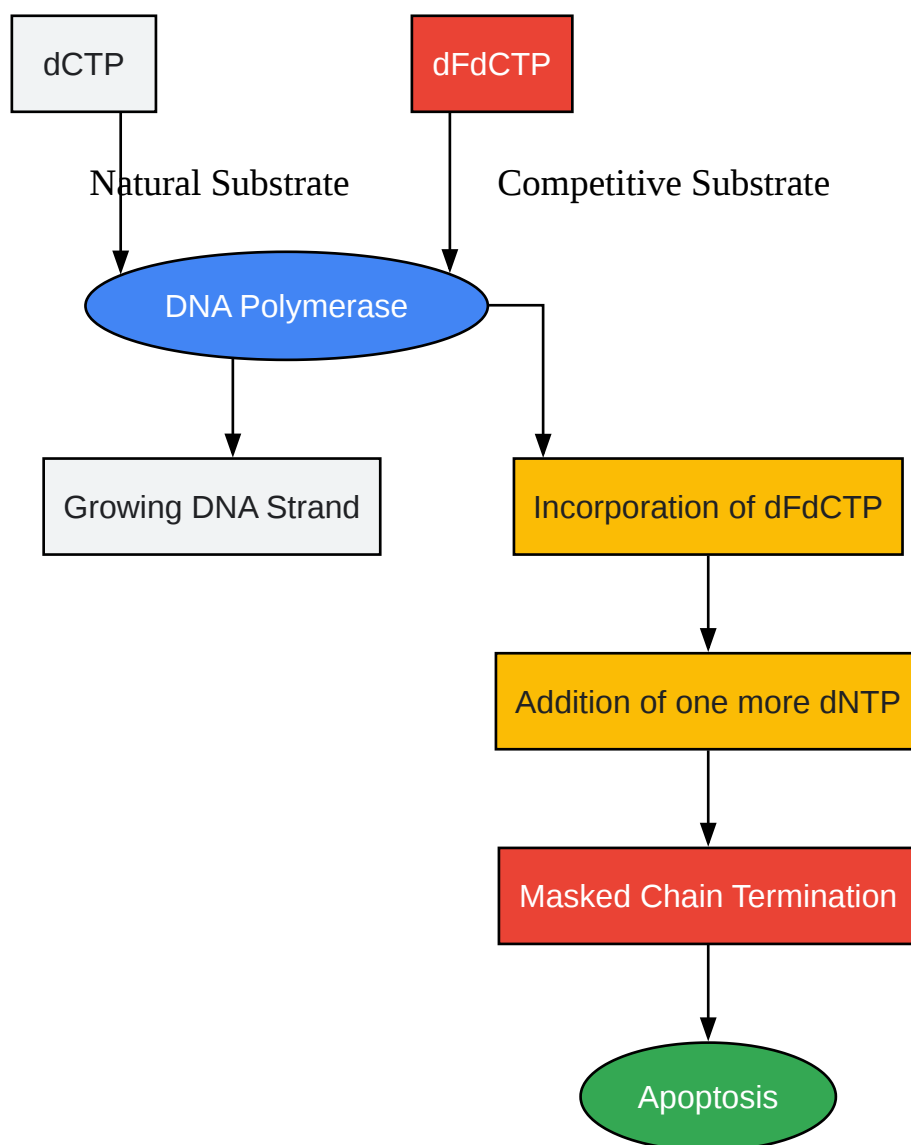 dCTP
dFdCTP
Natural Substrate
Competitive Substrate
DNA Polymerase
Growing DNA Strand
Incorporation of dFdCTP
Addition of one more dNTP
Masked Chain Termination
Apoptosis